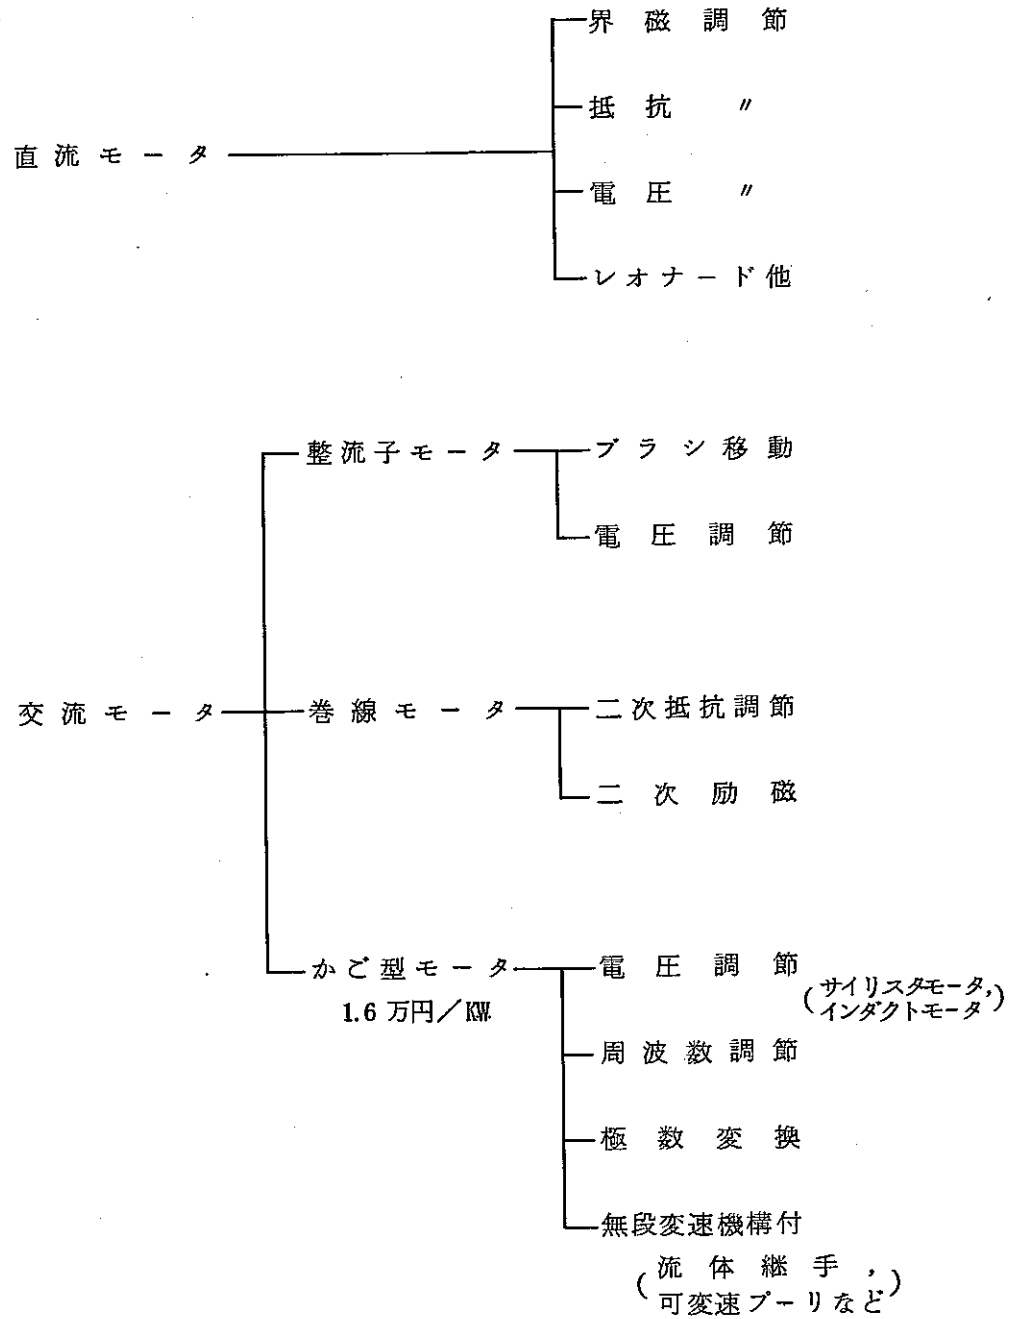 界磁調節
抵抗 〃
直流モータ
電圧 〃
レオナード他
整流子モータ
ブラシ移動
電圧調節
交流モータ
巻線モータ
二次抵抗調節
二次励磁
かご型モータ
1.6 万円／KW
電圧調節
(サイリスタモータ,
インダクトモータ)
周波数調節
極数変換
無段変速機構付
(流体継手,
可変速プーリなど)